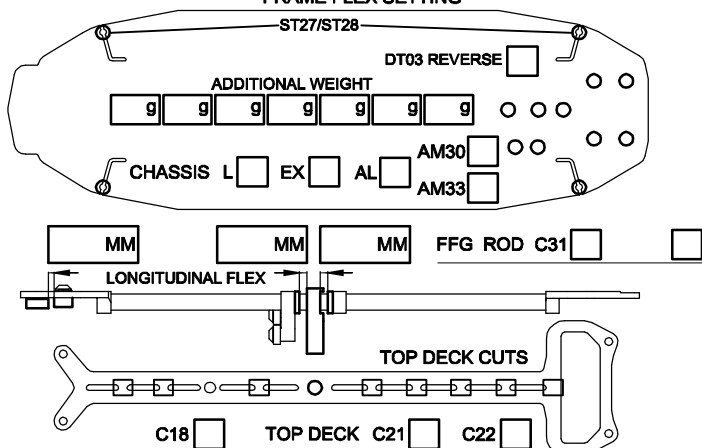 FRAME FLEX SETTING
ST27/ST28
DT03 REVERSE
ADDITIONAL WEIGHT
g g g g g g g
AM30
CHASSIS L EX AL
AM33
MM MM MM FFG ROD C31
LONGITUDINAL FLEX
TOP DECK CUTS
C18 TOP DECK C21 C22